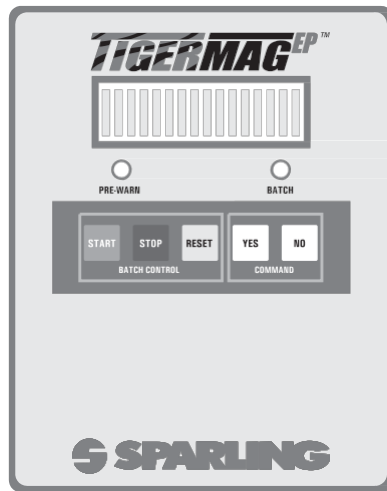 TIGERMAG EP™
PRE-WARN BATCH
START STOP RESET YES NO
BATCH CONTROL COMMAND
S SPARLING